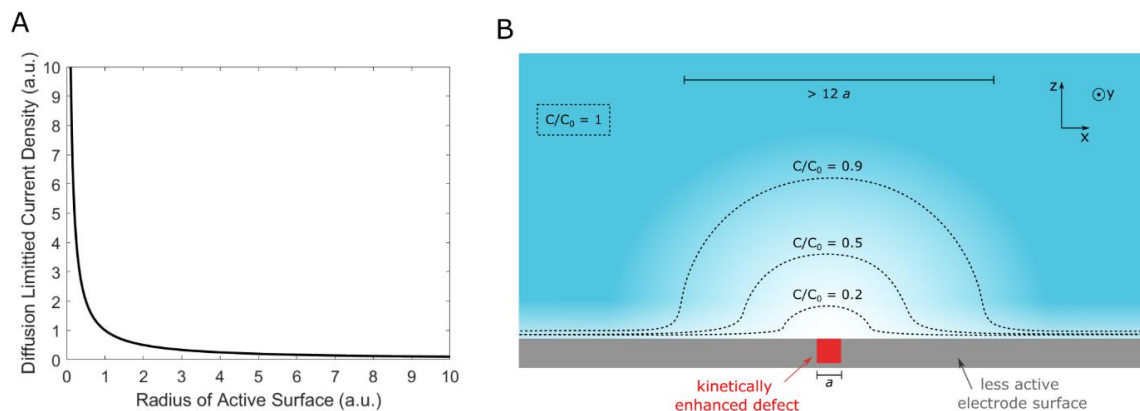 A
Diffusion Limittied Current Density (a.u.)
10
9
8
7
6
5
4
3
2
1
0
0 1 2 3 4 5 6 7 8 9 10
Radius of Active Surface (a.u.)
B
> 12 a
z
y
x
C/C0 = 1
C/C0 = 0.9
C/C0 = 0.5
C/C0 = 0.2
a
kinetically
enhanced defect
less active
electrode surface